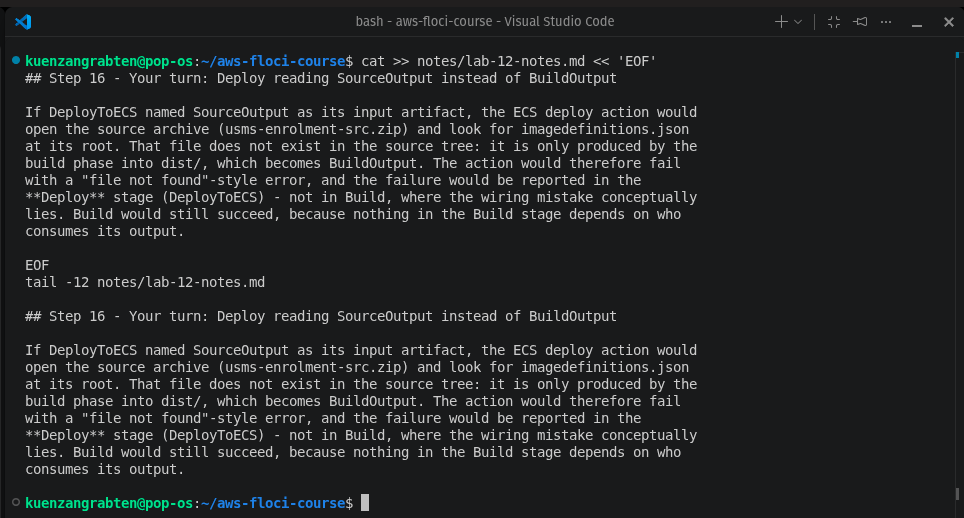 bash - aws-floci-course - Visual Studio Code
kuenzangrabten@pop-os:~/aws-floci-course$ cat >> notes/lab-12-notes.md << 'EOF'
## Step 16 - Your turn: Deploy reading SourceOutput instead of BuildOutput

If DeployToECS named SourceOutput as its input artifact, the ECS deploy action would
open the source archive (usms-enrolment-src.zip) and look for imagedefinitions.json
at its root. That file does not exist in the source tree: it is only produced by the
build phase into dist/, which becomes BuildOutput. The action would therefore fail
with a "file not found"-style error, and the failure would be reported in the
**Deploy** stage (DeployToECS) - not in Build, where the wiring mistake conceptually
lies. Build would still succeed, because nothing in the Build stage depends on who
consumes its output.

EOF
tail -12 notes/lab-12-notes.md

## Step 16 - Your turn: Deploy reading SourceOutput instead of BuildOutput

If DeployToECS named SourceOutput as its input artifact, the ECS deploy action would
open the source archive (usms-enrolment-src.zip) and look for imagedefinitions.json
at its root. That file does not exist in the source tree: it is only produced by the
build phase into dist/, which becomes BuildOutput. The action would therefore fail
with a "file not found"-style error, and the failure would be reported in the
**Deploy** stage (DeployToECS) - not in Build, where the wiring mistake conceptually
lies. Build would still succeed, because nothing in the Build stage depends on who
consumes its output.

kuenzangrabten@pop-os:~/aws-floci-course$